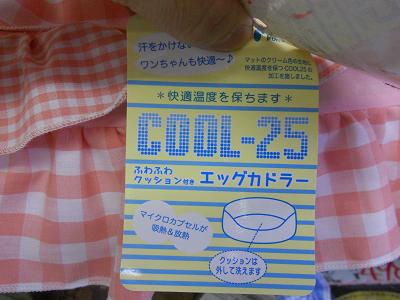 汗をかけない
ワンちゃんも快適〜♪
マットのクリーム色の生地に
快適温度を保つCOOL25の
加工を施しました。
＊快適温度を保ちます＊
COOL-25
ふわふわ
クッション付き エッグカドラー
マイクロカプセルが
吸熱&放熱
クッションは
外して洗えます